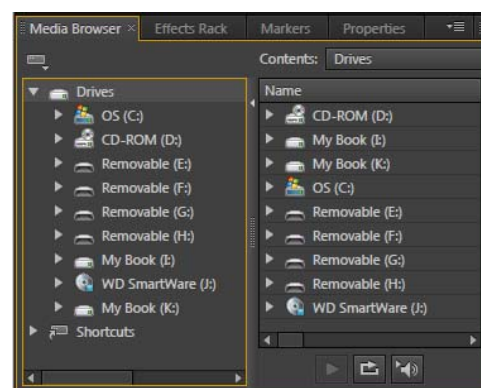 Media Browser × Effects Rack Markers Properties
Contents: Drives
Drives
OS (C:)
CD-ROM (D:)
Removable (E:)
Removable (F:)
Removable (G:)
Removable (H:)
My Book (I:)
WD SmartWare (J:)
My Book (K:)
Shortcuts
Name
CD-ROM (D:)
My Book (I:)
My Book (K:)
OS (C:)
Removable (E:)
Removable (F:)
Removable (G:)
Removable (H:)
WD SmartWare (J:)